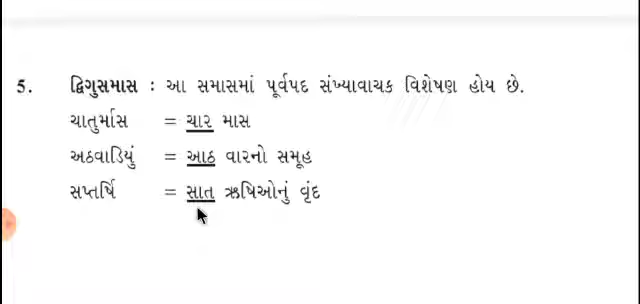 5. દ્વિગુસમાસ : આ સમાસમાં પૂર્વપદ સંખ્યાવાચક વિશેષણ હોય છે.
ચાતુર્માસ = ચાર માસ
અઠવાડિયું = આઠ વારનો સમૂહ
સપ્તર્ષિ = સાત ઋષિઓનું વૃંદ